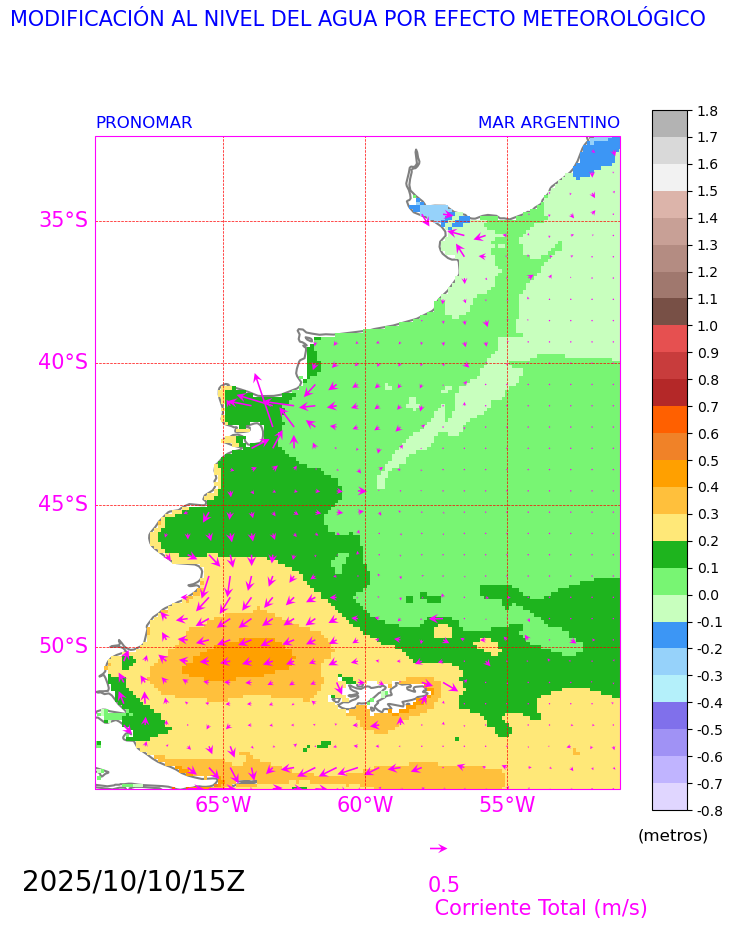 MODIFICACIÓN AL NIVEL DEL AGUA POR EFECTO METEOROLÓGICO
PRONOMAR MAR ARGENTINO
35°S
40°S
45°S
50°S
65°W 60°W 55°W
1.8
1.7
1.6
1.5
1.4
1.3
1.2
1.1
1.0
0.9
0.8
0.7
0.6
0.5
0.4
0.3
0.2
0.1
0.0
-0.1
-0.2
-0.3
-0.4
-0.5
-0.6
-0.7
-0.8
(metros)
2025/10/10/15Z
0.5
Corriente Total (m/s)